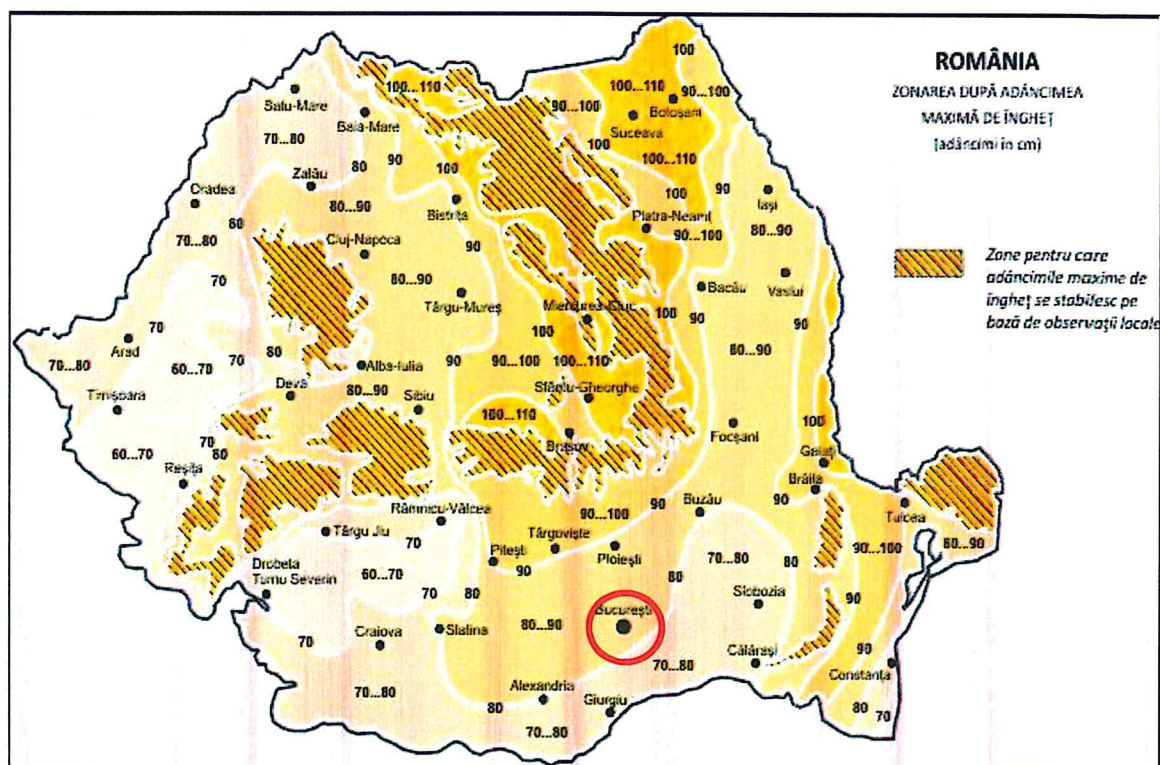 ROMÂNIA
ZONAREA DUPĂ ADÂNCIMEA
MAXIMĂ DE ÎNGHEȚ
(adâncimi în cm)
Zone pentru care
adâncimile maxime de
îngheț se stabilesc pe
bază de observații locale
100
100...110
90...100
90...100
Satu-Mare
Baia-Mare
Botoșani
Suceava
70...80
80
90
100
100
100...110
Zalău
Oradea
80...90
Bistrița
100
90
Iași
80
Piatra-Neamț
80...90
70...80
Cluj-Napoca
90
90...100
70
80...90
Târgu-Mureș
Bacău
Vaslui
Miercurea-Ciuc
100
90
90
70
100
80...90
Arad
80
90
90...100
100...110
70...80
60...70
70
Alba-Iulia
Deva
80...90
Sibiu
Sfântu-Gheorghe
Timișoara
100...110
100
70
Brașov
Focșani
60...70
80
Galați
Reșița
Brăila
90
90
Buzău
Râmnicu-Vâlcea
90...100
Tulcea
Târgu Jiu
70
Târgoviște
Ploiești
90...100
80...90
Pitești
90
70...80
80
Drobeta
Turnu Severin
60...70
80
70
80
Slobozia
București
90
70
Craiova
Slatina
80...90
90
70...80
Călărași
Constanța
70...80
Alexandria
80
Giurgiu
80
70
70...80